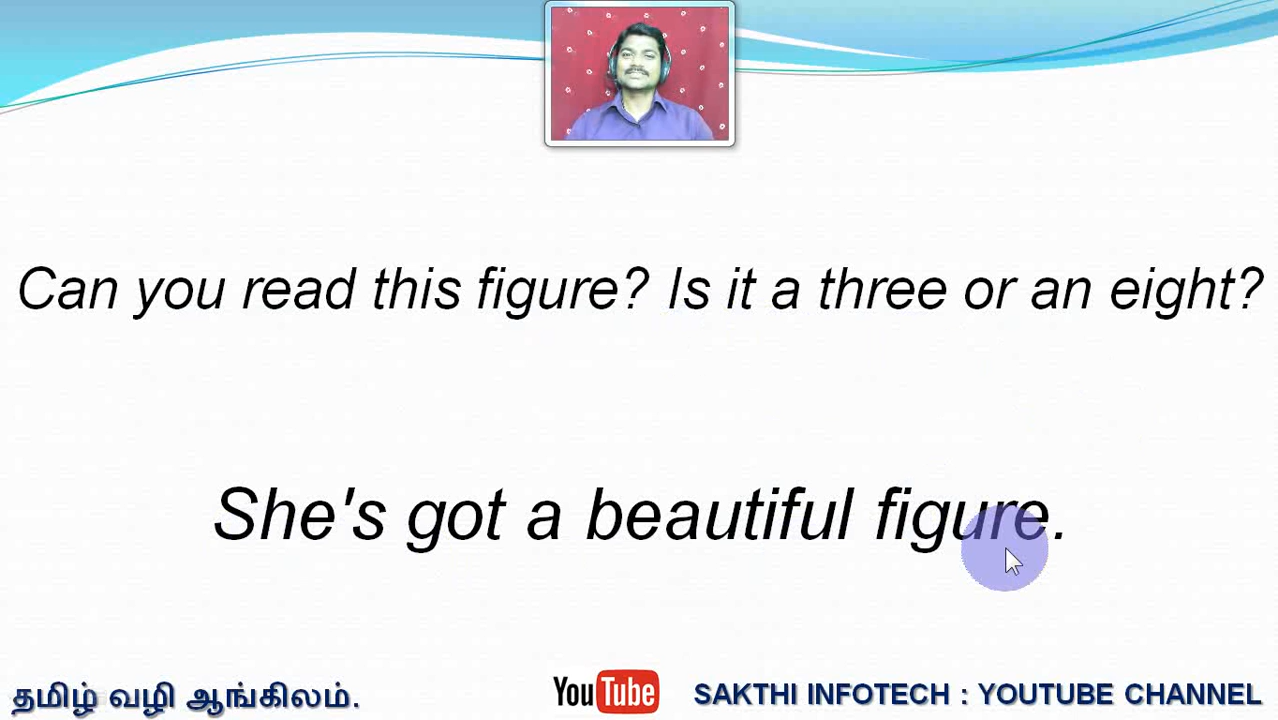 Can you read this figure? Is it a three or an eight?
She's got a beautiful figure.
தமிழ் வழி ஆங்கிலம். YouTube SAKTHI INFOTECH : YOUTUBE CHANNEL